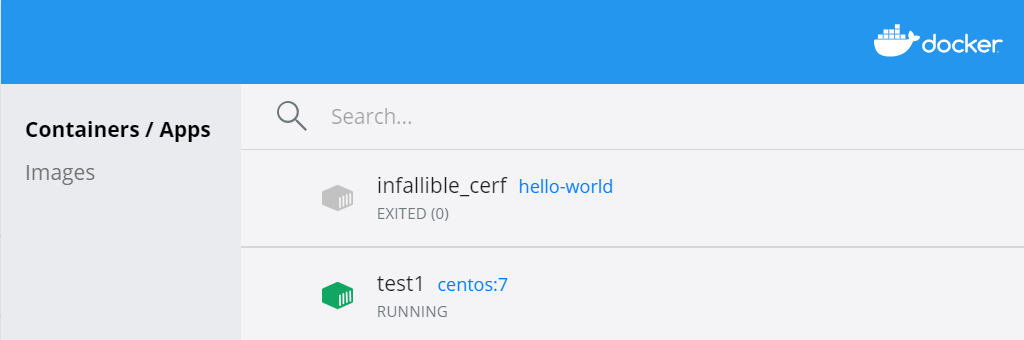 docker
Containers / Apps
Search...
Images
infallible_cerf hello-world
EXITED (0)
test1 centos:7
RUNNING